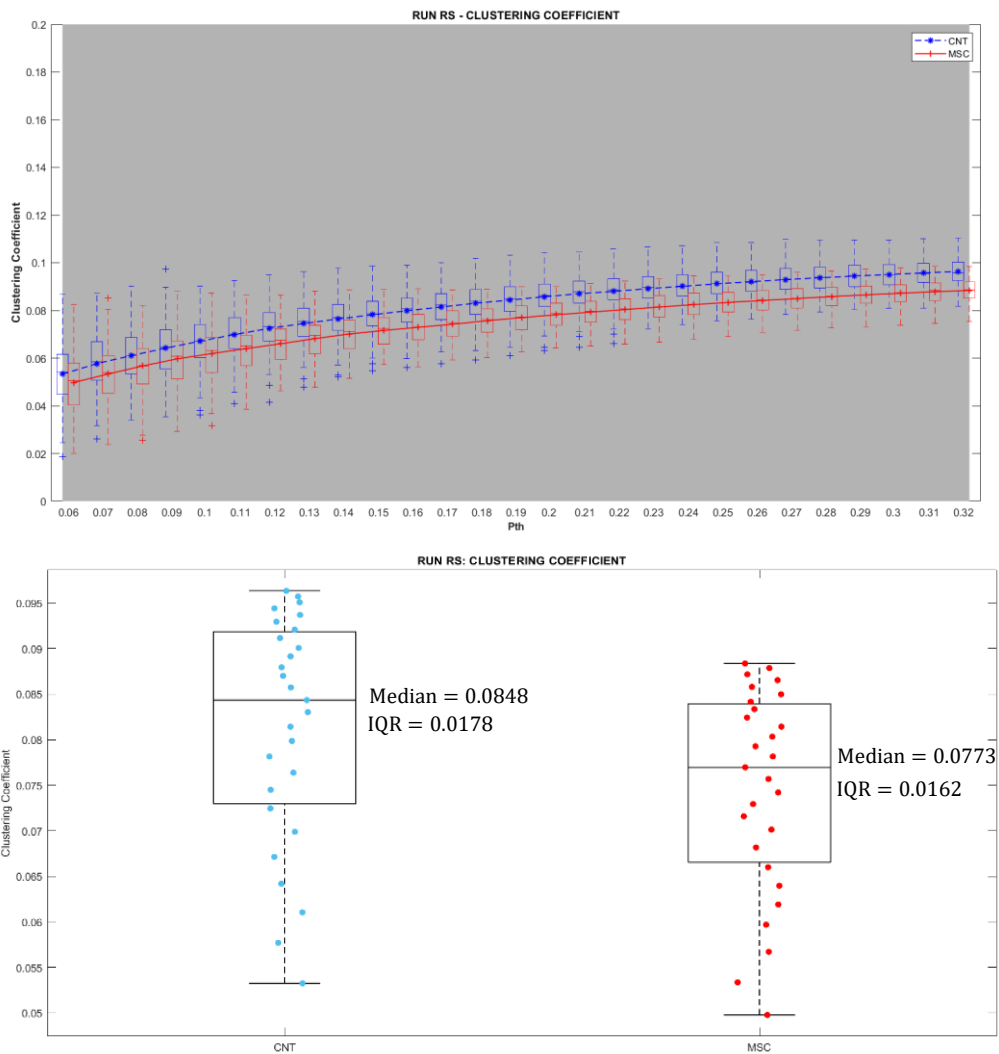 RUN RS - CLUSTERING COEFFICIENT
0.2
0.18
0.16
0.14
0.12
0.1
0.08
0.06
0.04
0.02
0
Clustering Coefficient
CNT
MSC
0.06 0.07 0.08 0.09 0.1 0.11 0.12 0.13 0.14 0.15 0.16 0.17 0.18 0.19 0.2 0.21 0.22 0.23 0.24 0.25 0.26 0.27 0.28 0.29 0.3 0.31 0.32
Pth
RUN RS: CLUSTERING COEFFICIENT
0.095
0.09
0.085
0.08
0.075
0.07
0.065
0.06
0.055
0.05
Clustering Coefficient
Median = 0.0848
IQR = 0.0178
Median = 0.0773
IQR = 0.0162
CNT MSC